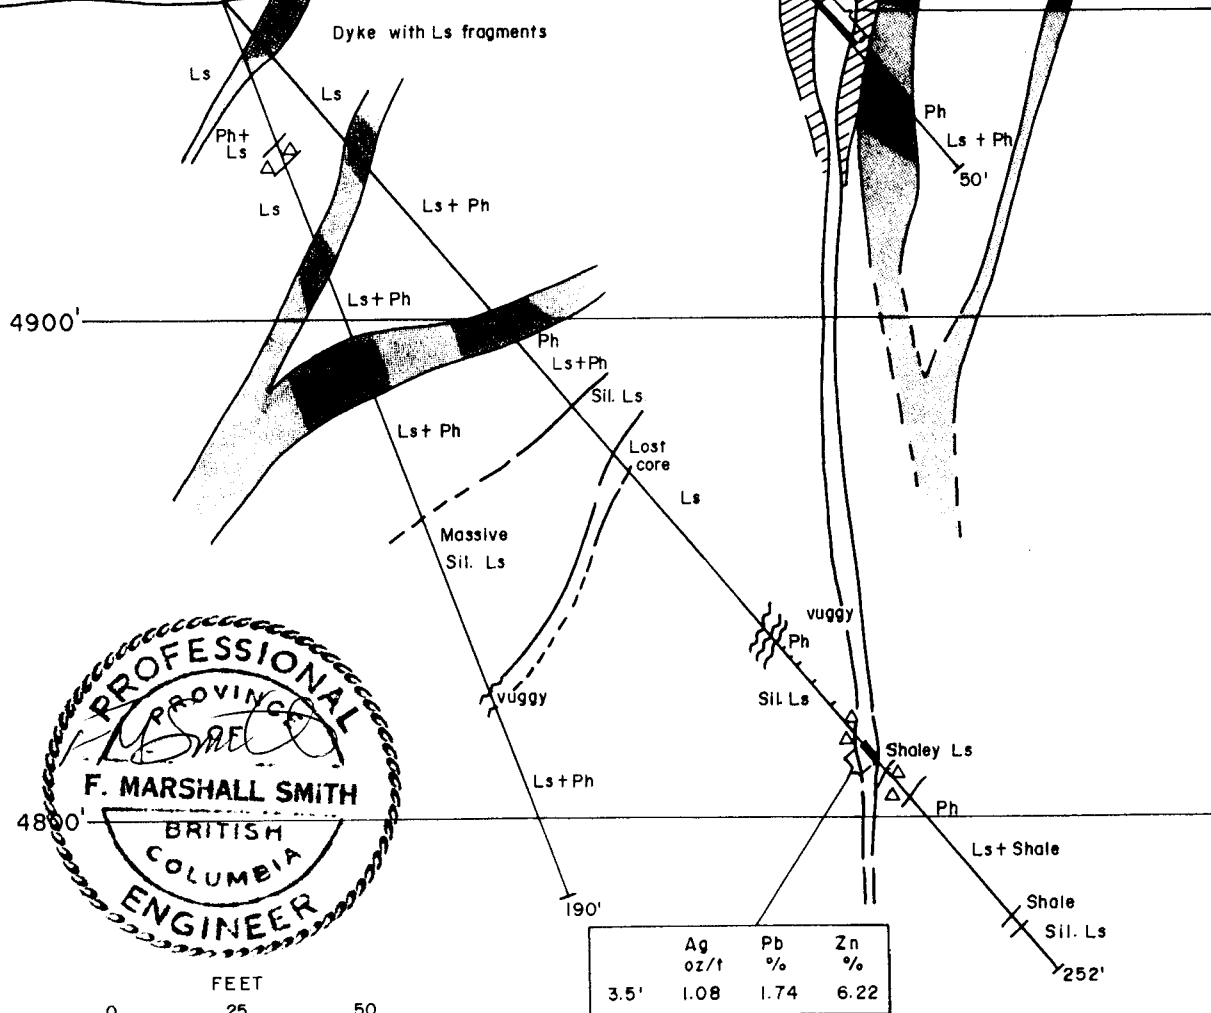 Dyke with Ls fragments
Ls
Ls
Ph+
Ls
Ls
Ls + Ph
Ls+Ph
Ph
Ls + Ph
50'
4900'
Ph
Ls+Ph
Sil. Ls
Ls+ Ph
Lost
core
Ls
Massive
Sil. Ls
vuggy
Ph
vuggy
Sil. Ls
Shaley Ls
Ls+Ph
Ph
4800'
Ls+ Shale
190'
Shale
Sil. Ls
252'
PROFESSIONAL
PROVINCE
OF
F. MARSHALL SMITH
BRITISH
COLUMBIA
ENGINEER
FEET
0 25 50
Ag Pb Zn
oz/t % %
3.5' 1.08 1.74 6.22